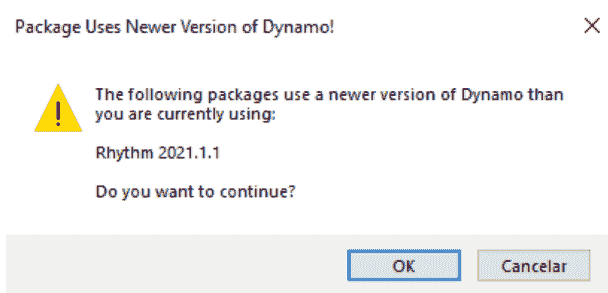 Package Uses Newer Version of Dynamo!
The following packages use a newer version of Dynamo than
you are currently using:
Rhythm 2021.1.1
Do you want to continue?
OK
Cancelar